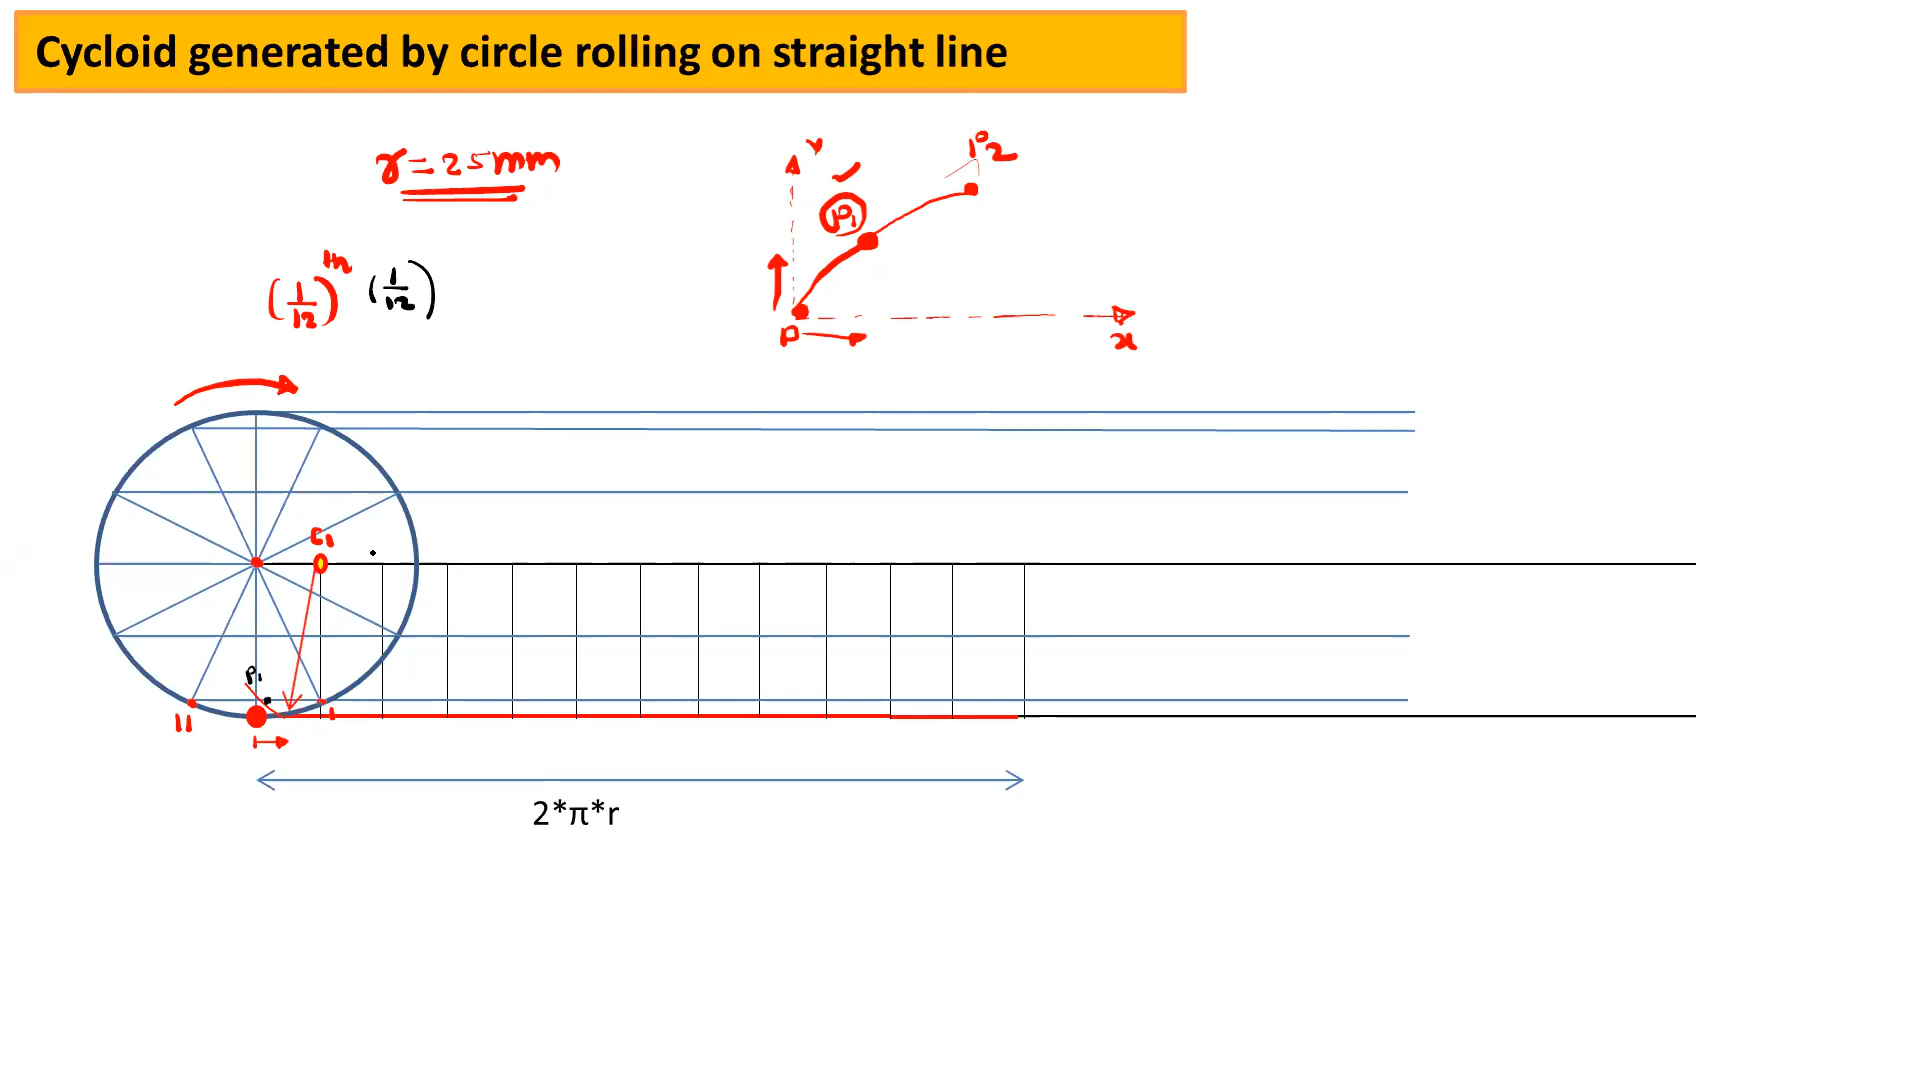 Cycloid generated by circle rolling on straight line
r = 25mm
y
P2
P1
(1/12)th (1/12)
P
x
C1
P1
11
1
2*π*r